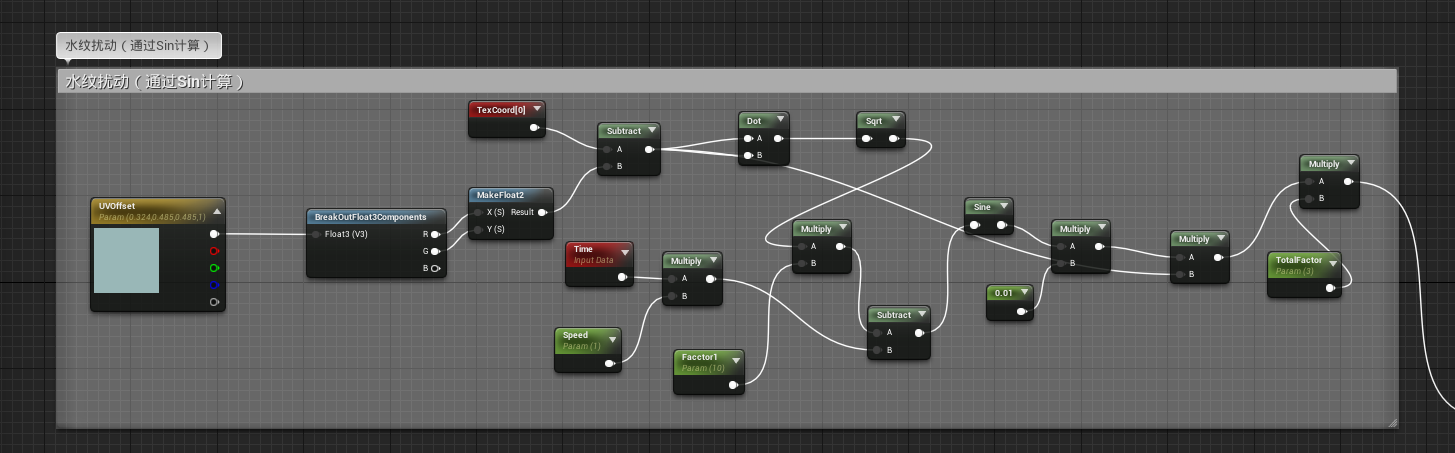 水纹扰动（通过Sin计算）
水纹扰动（通过Sin计算）
TexCoord[0]
Subtract
A
B
Dot
A
B
Sqrt
Multiply
A
B
UVOffset
Param (0.324,0.485,0.485,1)
BreakOutFloat3Components
Float3 (V3)
R
G
B
MakeFloat2
X (S)
Result
Y (S)
Time
Input Data
Multiply
A
B
Multiply
A
B
Sine
Multiply
A
B
Multiply
A
B
TotalFactor
Param (3)
0.01
Speed
Param (1)
Facctor1
Param (10)
Subtract
A
B